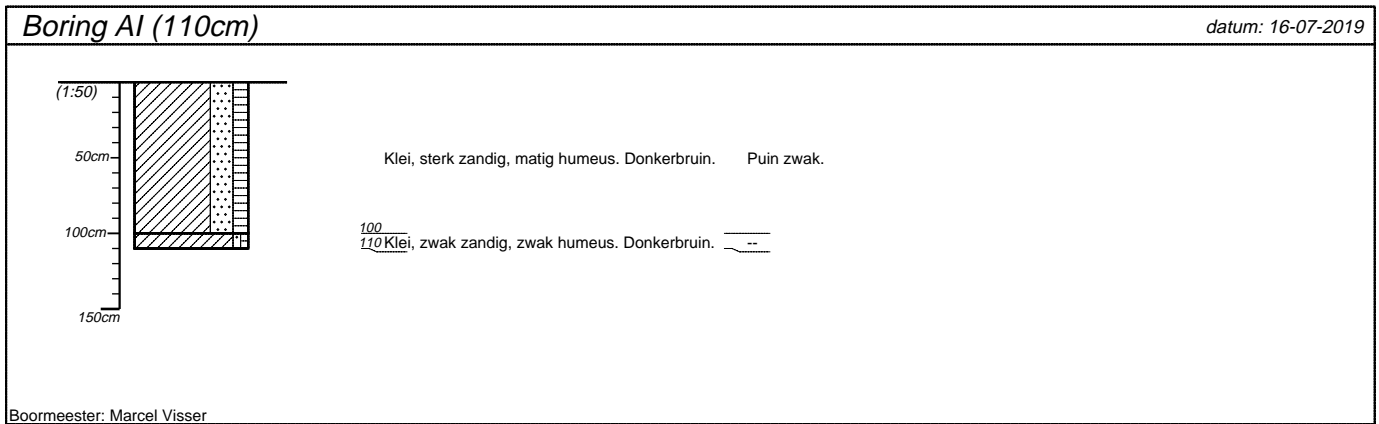 Boring AI (110cm) datum: 16-07-2019
(1:50)
50cm Klei, sterk zandig, matig humeus. Donkerbruin. Puin zwak.
100cm 100
110 Klei, zwak zandig, zwak humeus. Donkerbruin. --
150cm
Boormeester: Marcel Visser